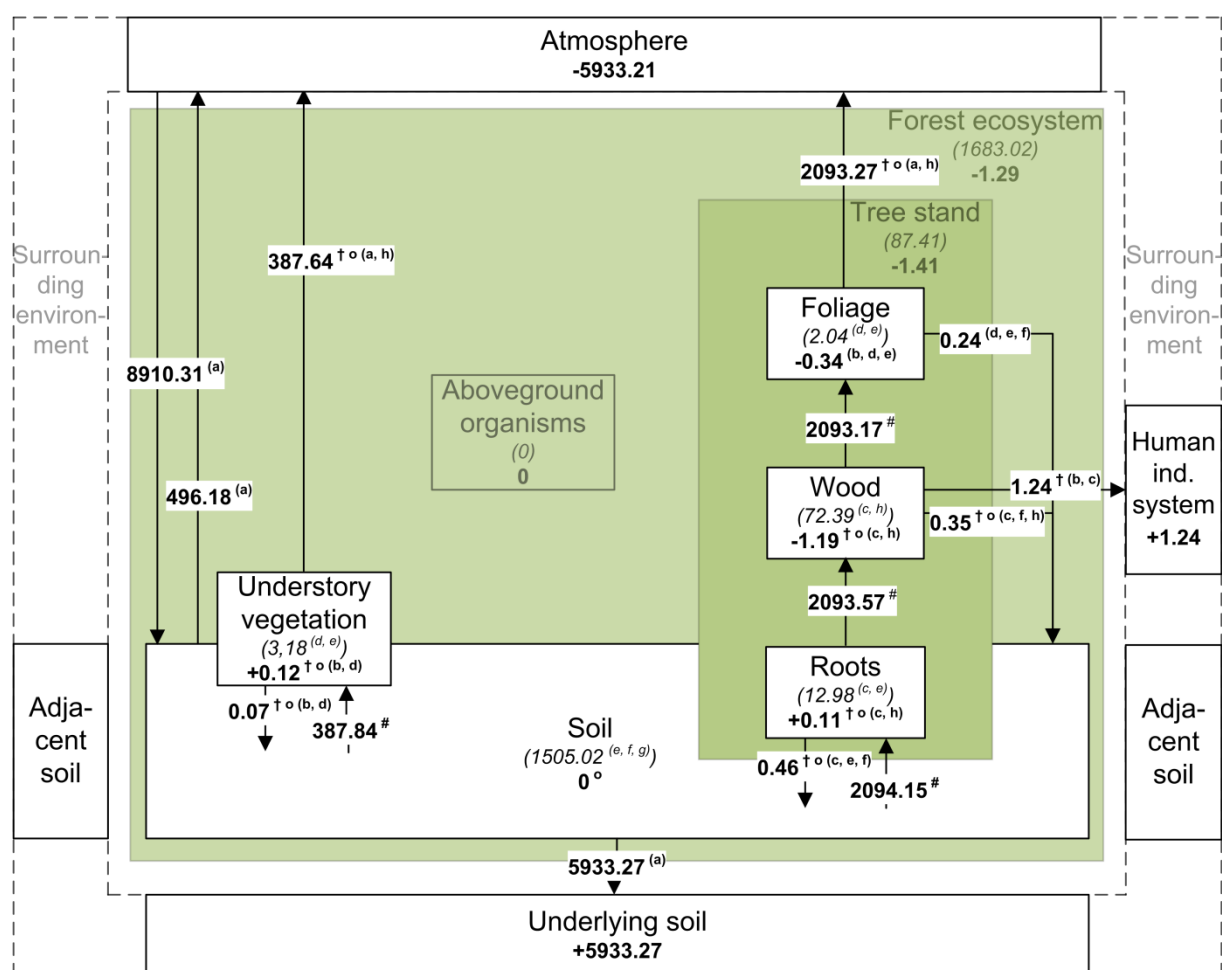 Atmosphere
-5933.21
Forest ecosystem
(1683.02)
-1.29
2093.27 † o (a, h)
Tree stand
(87.41)
-1.41
Surroun-
ding
environ-
ment
387.64 † o (a, h)
Surroun-
ding
environ-
ment
Foliage
(2.04 (d, e))
-0.34 (b, d, e)
0.24 (d, e, f)
8910.31 (a)
Aboveground
organisms
(0)
0
2093.17 #
Human
ind.
system
+1.24
496.18 (a)
Wood
(72.39 (c, h))
-1.19 † o (c, h)
1.24 † (b, c)
0.35 † o (c, f, h)
Understory
vegetation
(3,18 (d, e))
+0.12 † o (b, d)
2093.57 #
Roots
(12.98 (c, e))
+0.11 † o (c, h)
Adja-
cent
soil
0.07 † o (b, d)
387.84 #
Soil
(1505.02 (e, f, g))
0 o
0.46 † o (c, e, f)
2094.15 #
Adja-
cent
soil
5933.27 (a)
Underlying soil
+5933.27